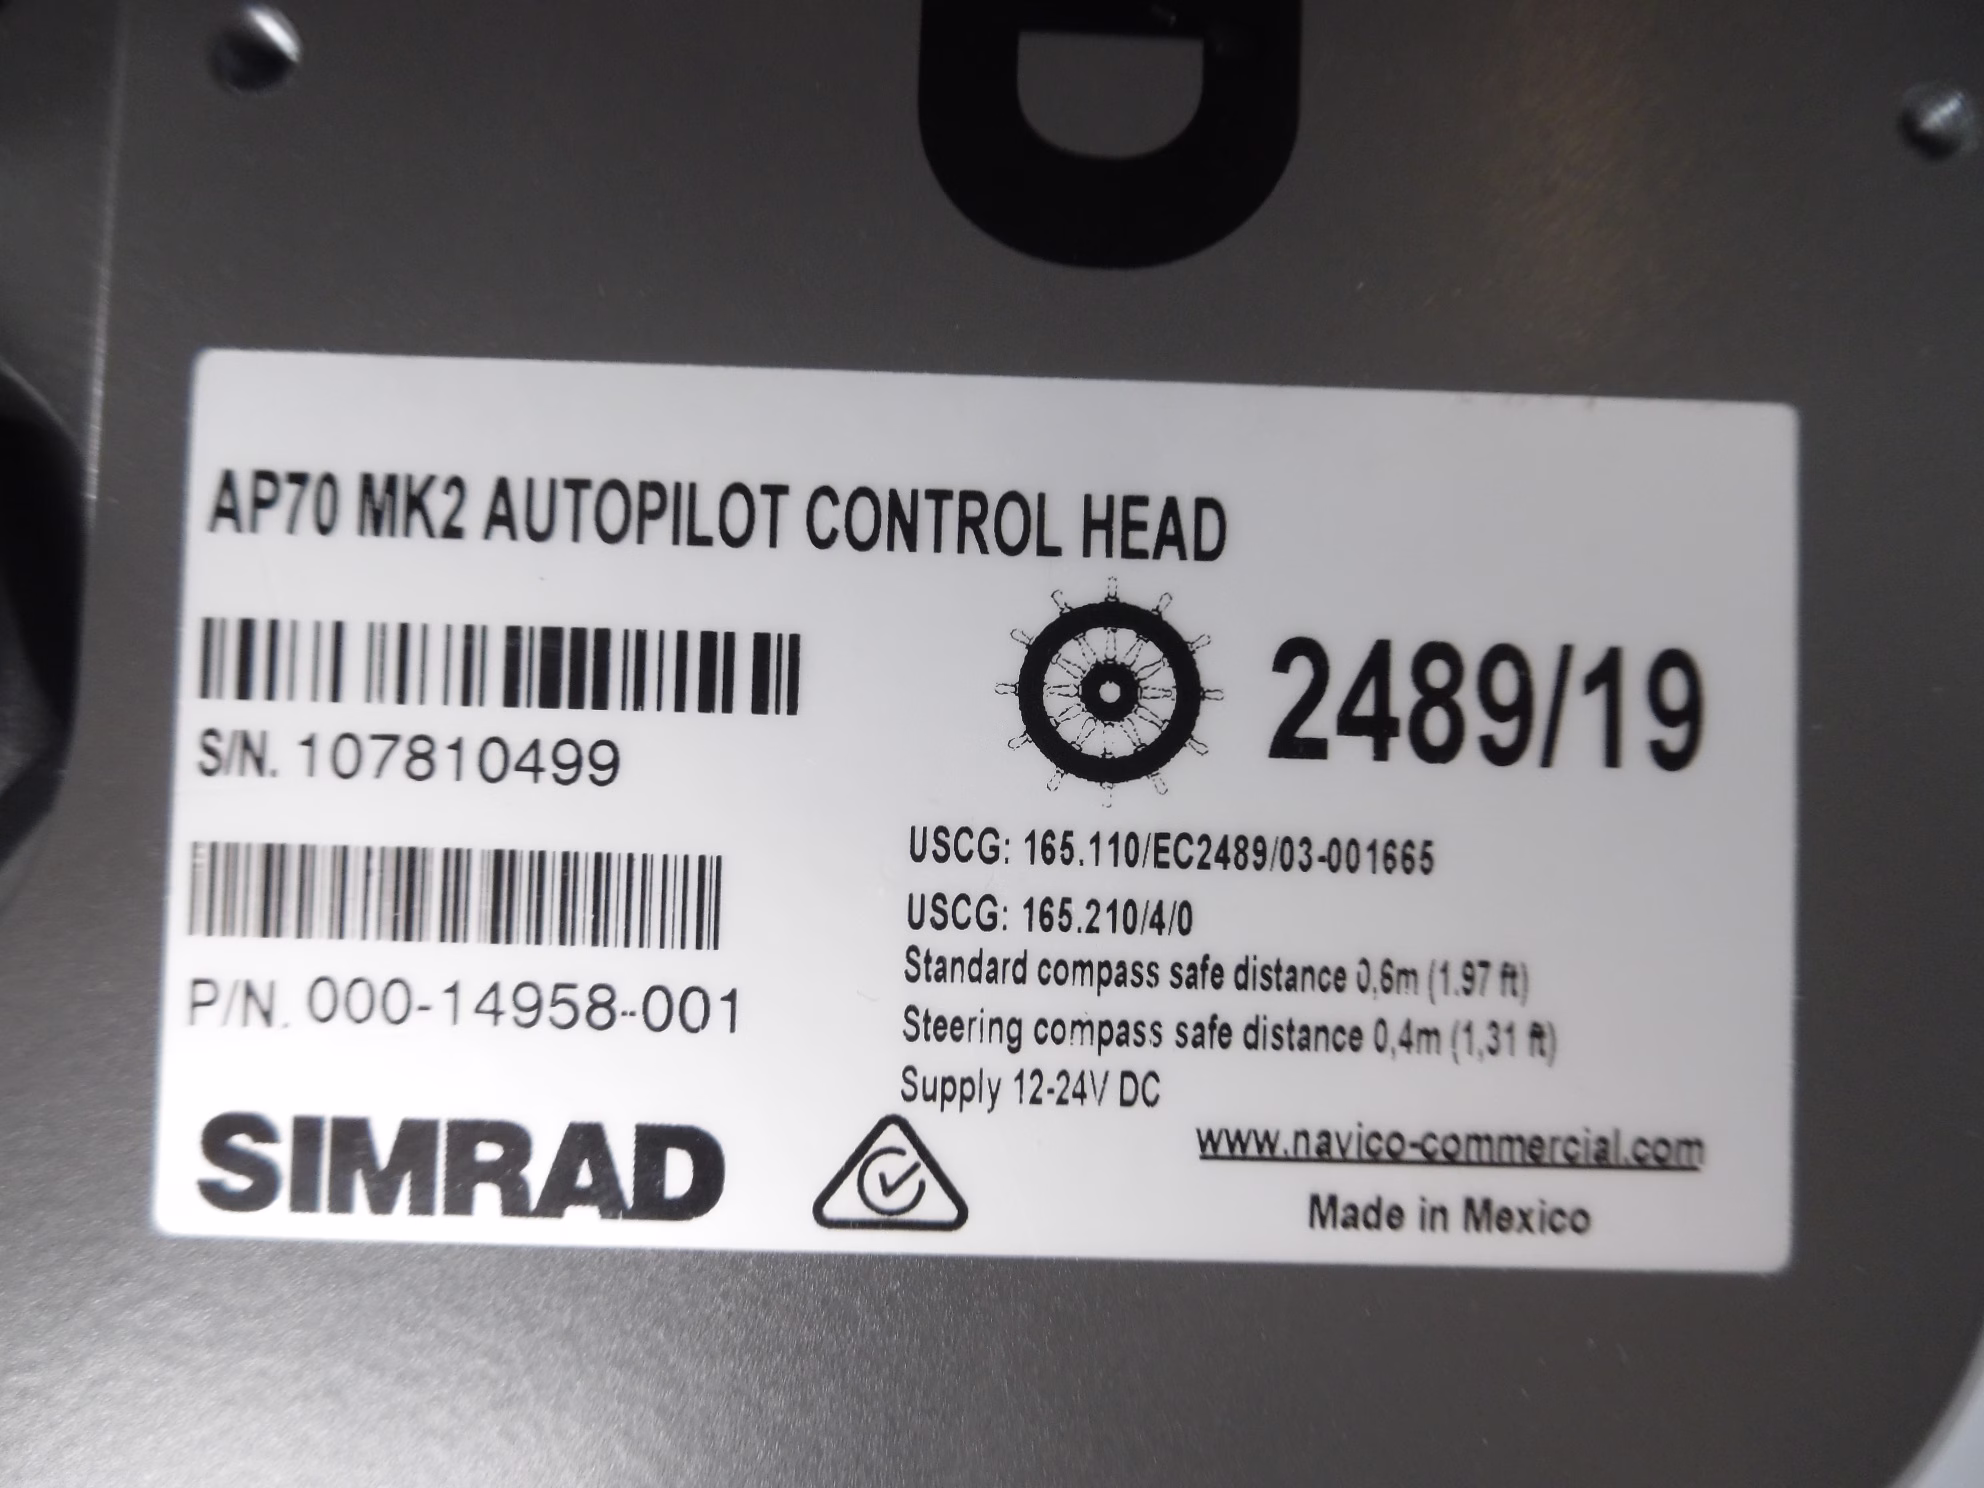 AP70 MK2 AUTOPILOT CONTROL HEAD
S/N. 107810499
2489/19
P/N. 000-14958-001
USCG: 165.110/EC2489/03-001665
USCG: 165.210/4/0
Standard compass safe distance 0,6m (1.97 ft)
Steering compass safe distance 0,4m (1,31 ft)
Supply 12-24V DC
SIMRAD
www.navico-commercial.com
Made in Mexico